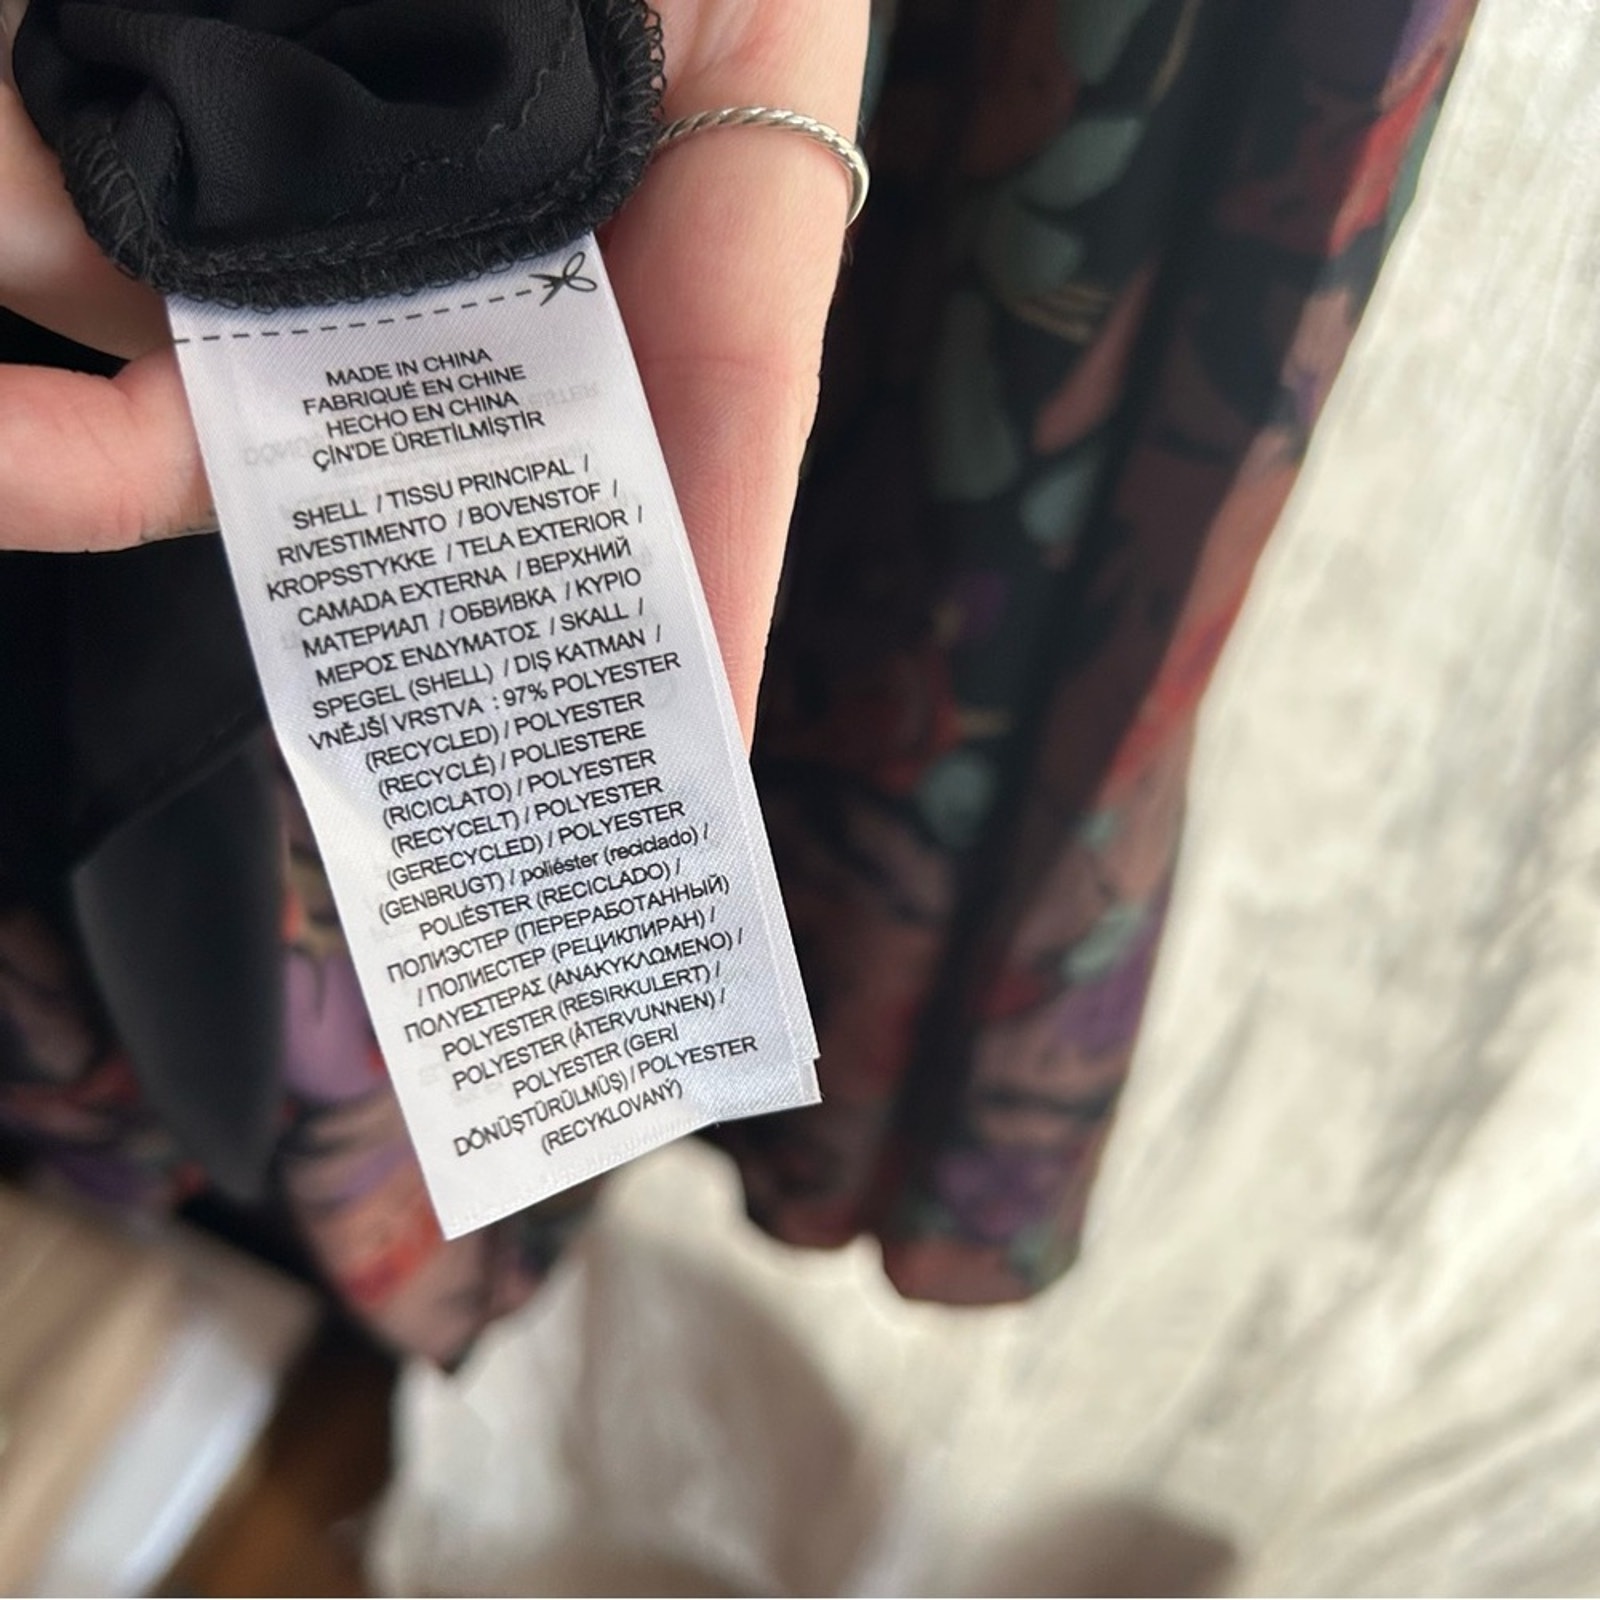 MADE IN CHINA
FABRIQUÉ EN CHINE
HECHO EN CHINA
ÇİN'DE ÜRETİLMİŞTİR
SHELL / TISSU PRINCIPAL /
RIVESTIMENTO / BOVENSTOF /
KROPSSTYKKE / TELA EXTERIOR /
CAMADA EXTERNA / ВЕРХНИЙ
МАТЕРИАЛ / ОБВИВКА / ΚΥΡΙΟ
ΜΕΡΟΣ ΕΝΔΥΜΑΤΟΣ / SKALL /
SPEGEL (SHELL) / DIŞ KATMAN /
VNĚJŠÍ VRSTVA : 97% POLYESTER
(RECYCLED) / POLYESTER
(RECYCLÉ) / POLIESTERE
(RICICLATO) / POLYESTER
(RECYCELT) / POLYESTER
(GERECYCLED) / POLYESTER
(GENBRUGT) / poliéster (reciclado) /
POLIÉSTER (RECICLADO) /
ПОЛИЭСТЕР (ПЕРЕРАБОТАННЫЙ)
/ ПОЛИЕСТЕР (РЕЦИКЛИРАН) /
ΠΟΛΥΕΣΤΕΡΑΣ (ΑΝΑΚΥΚΛΩΜΕΝΟ) /
POLYESTER (RESIRKULERT) /
POLYESTER (ÅTERVUNNEN) /
POLYESTER (GERI
DÖNÜŞTÜRÜLMÜŞ) / POLYESTER
(RECYKLOVANÝ)